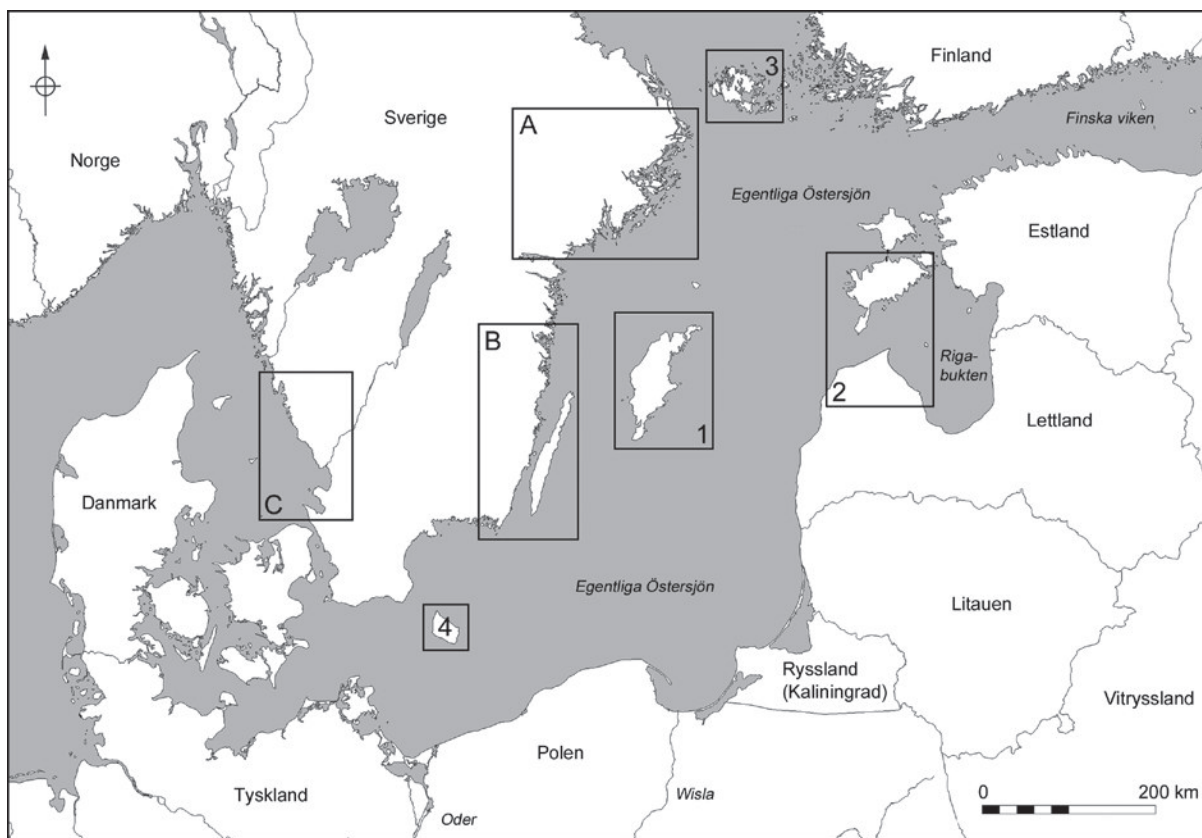 Finland
3
A
Sverige
Finska viken
Norge
Egentliga Östersjön
Estland
B
Riga-
bukten
2
1
Lettland
C
Danmark
Egentliga Östersjön
Litauen
4
Ryssland
(Kaliningrad)
Vitryssland
Polen
0
200 km
Tyskland
Wisla
Oder